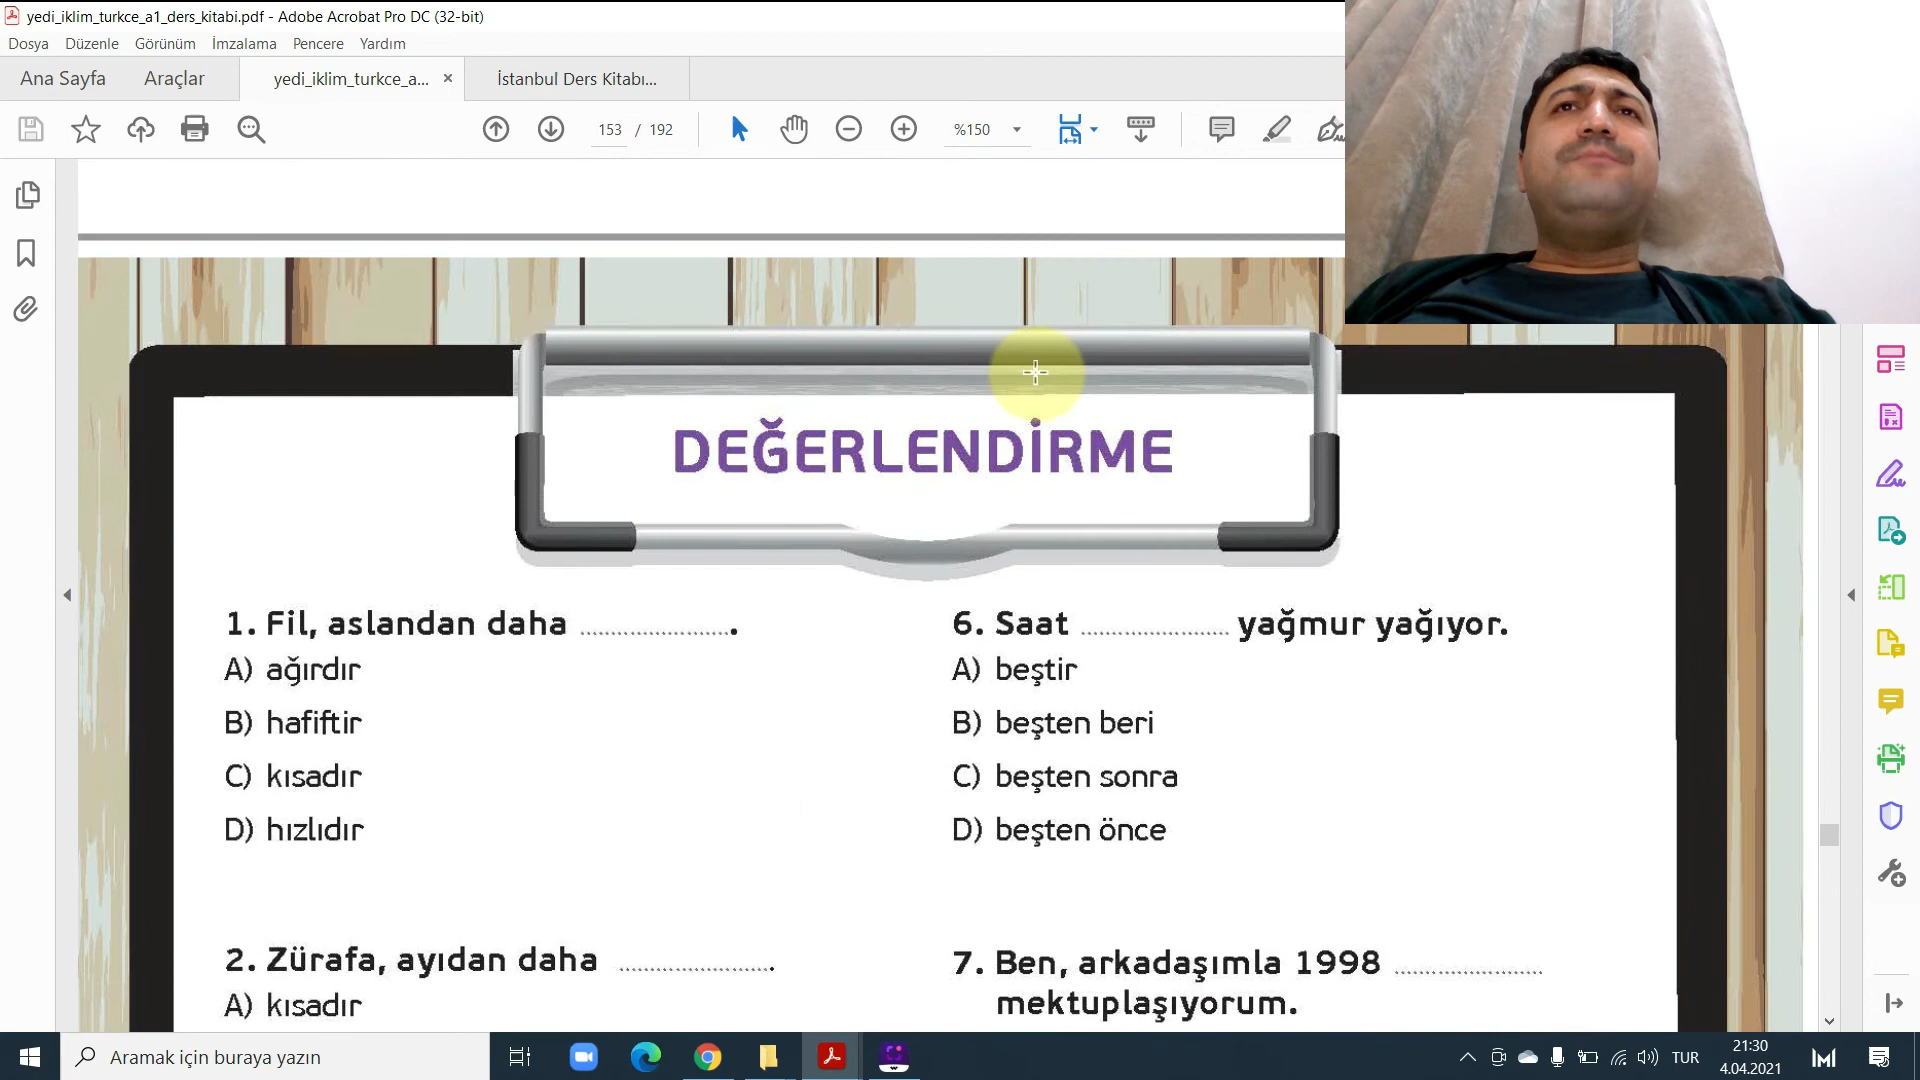 yedi_iklim_turkce_a1_ders_kitabi.pdf - Adobe Acrobat Pro DC (32-bit)
Dosya Düzenle Görünüm İmzalama Pencere Yardım
Ana Sayfa Araçlar yedi_iklim_turkce_a... × İstanbul Ders Kitabı...
153 / 192 %150
DEĞERLENDİRME
1. Fil, aslandan daha ....................
A) ağırdır
B) hafiftir
C) kısadır
D) hızlıdır
2. Zürafa, ayıdan daha ....................
A) kısadır
6. Saat .................... yağmur yağıyor.
A) beştir
B) beşten beri
C) beşten sonra
D) beşten önce
7. Ben, arkadaşımla 1998 ....................
mektuplaşıyorum.
Aramak için buraya yazın
TUR
21:30
4.04.2021